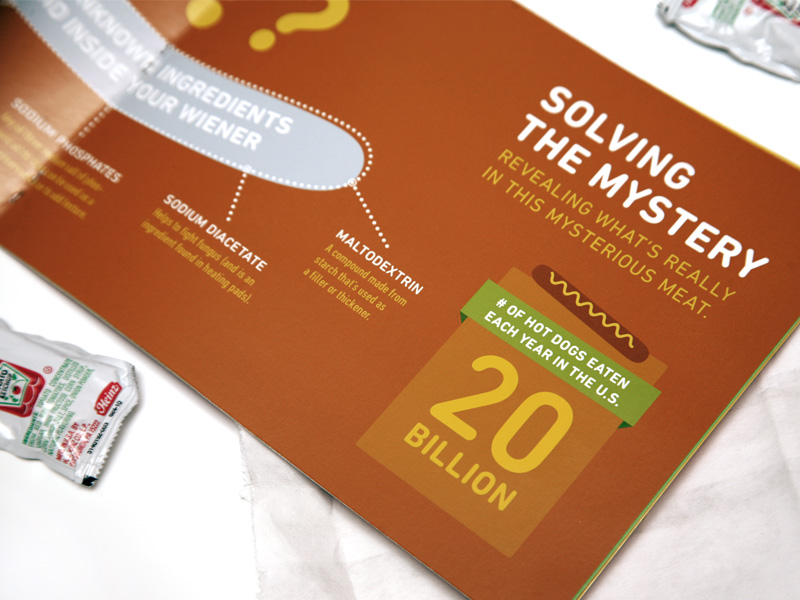 UNKNOWN INGREDIENTS
INSIDE YOUR WIENER
SODIUM PHOSPHATES
SODIUM DIACETATE
Helps to fight fungus (and is an
ingredient found in heating pads).
MALTODEXTRIN
A compound made from
starch that's used as
a filler or thickener.
SOLVING
THE MYSTERY
REVEALING WHAT'S REALLY
IN THIS MYSTERIOUS MEAT.
# OF HOT DOGS EATEN
EACH YEAR IN THE U.S.
20
BILLION
Heinz